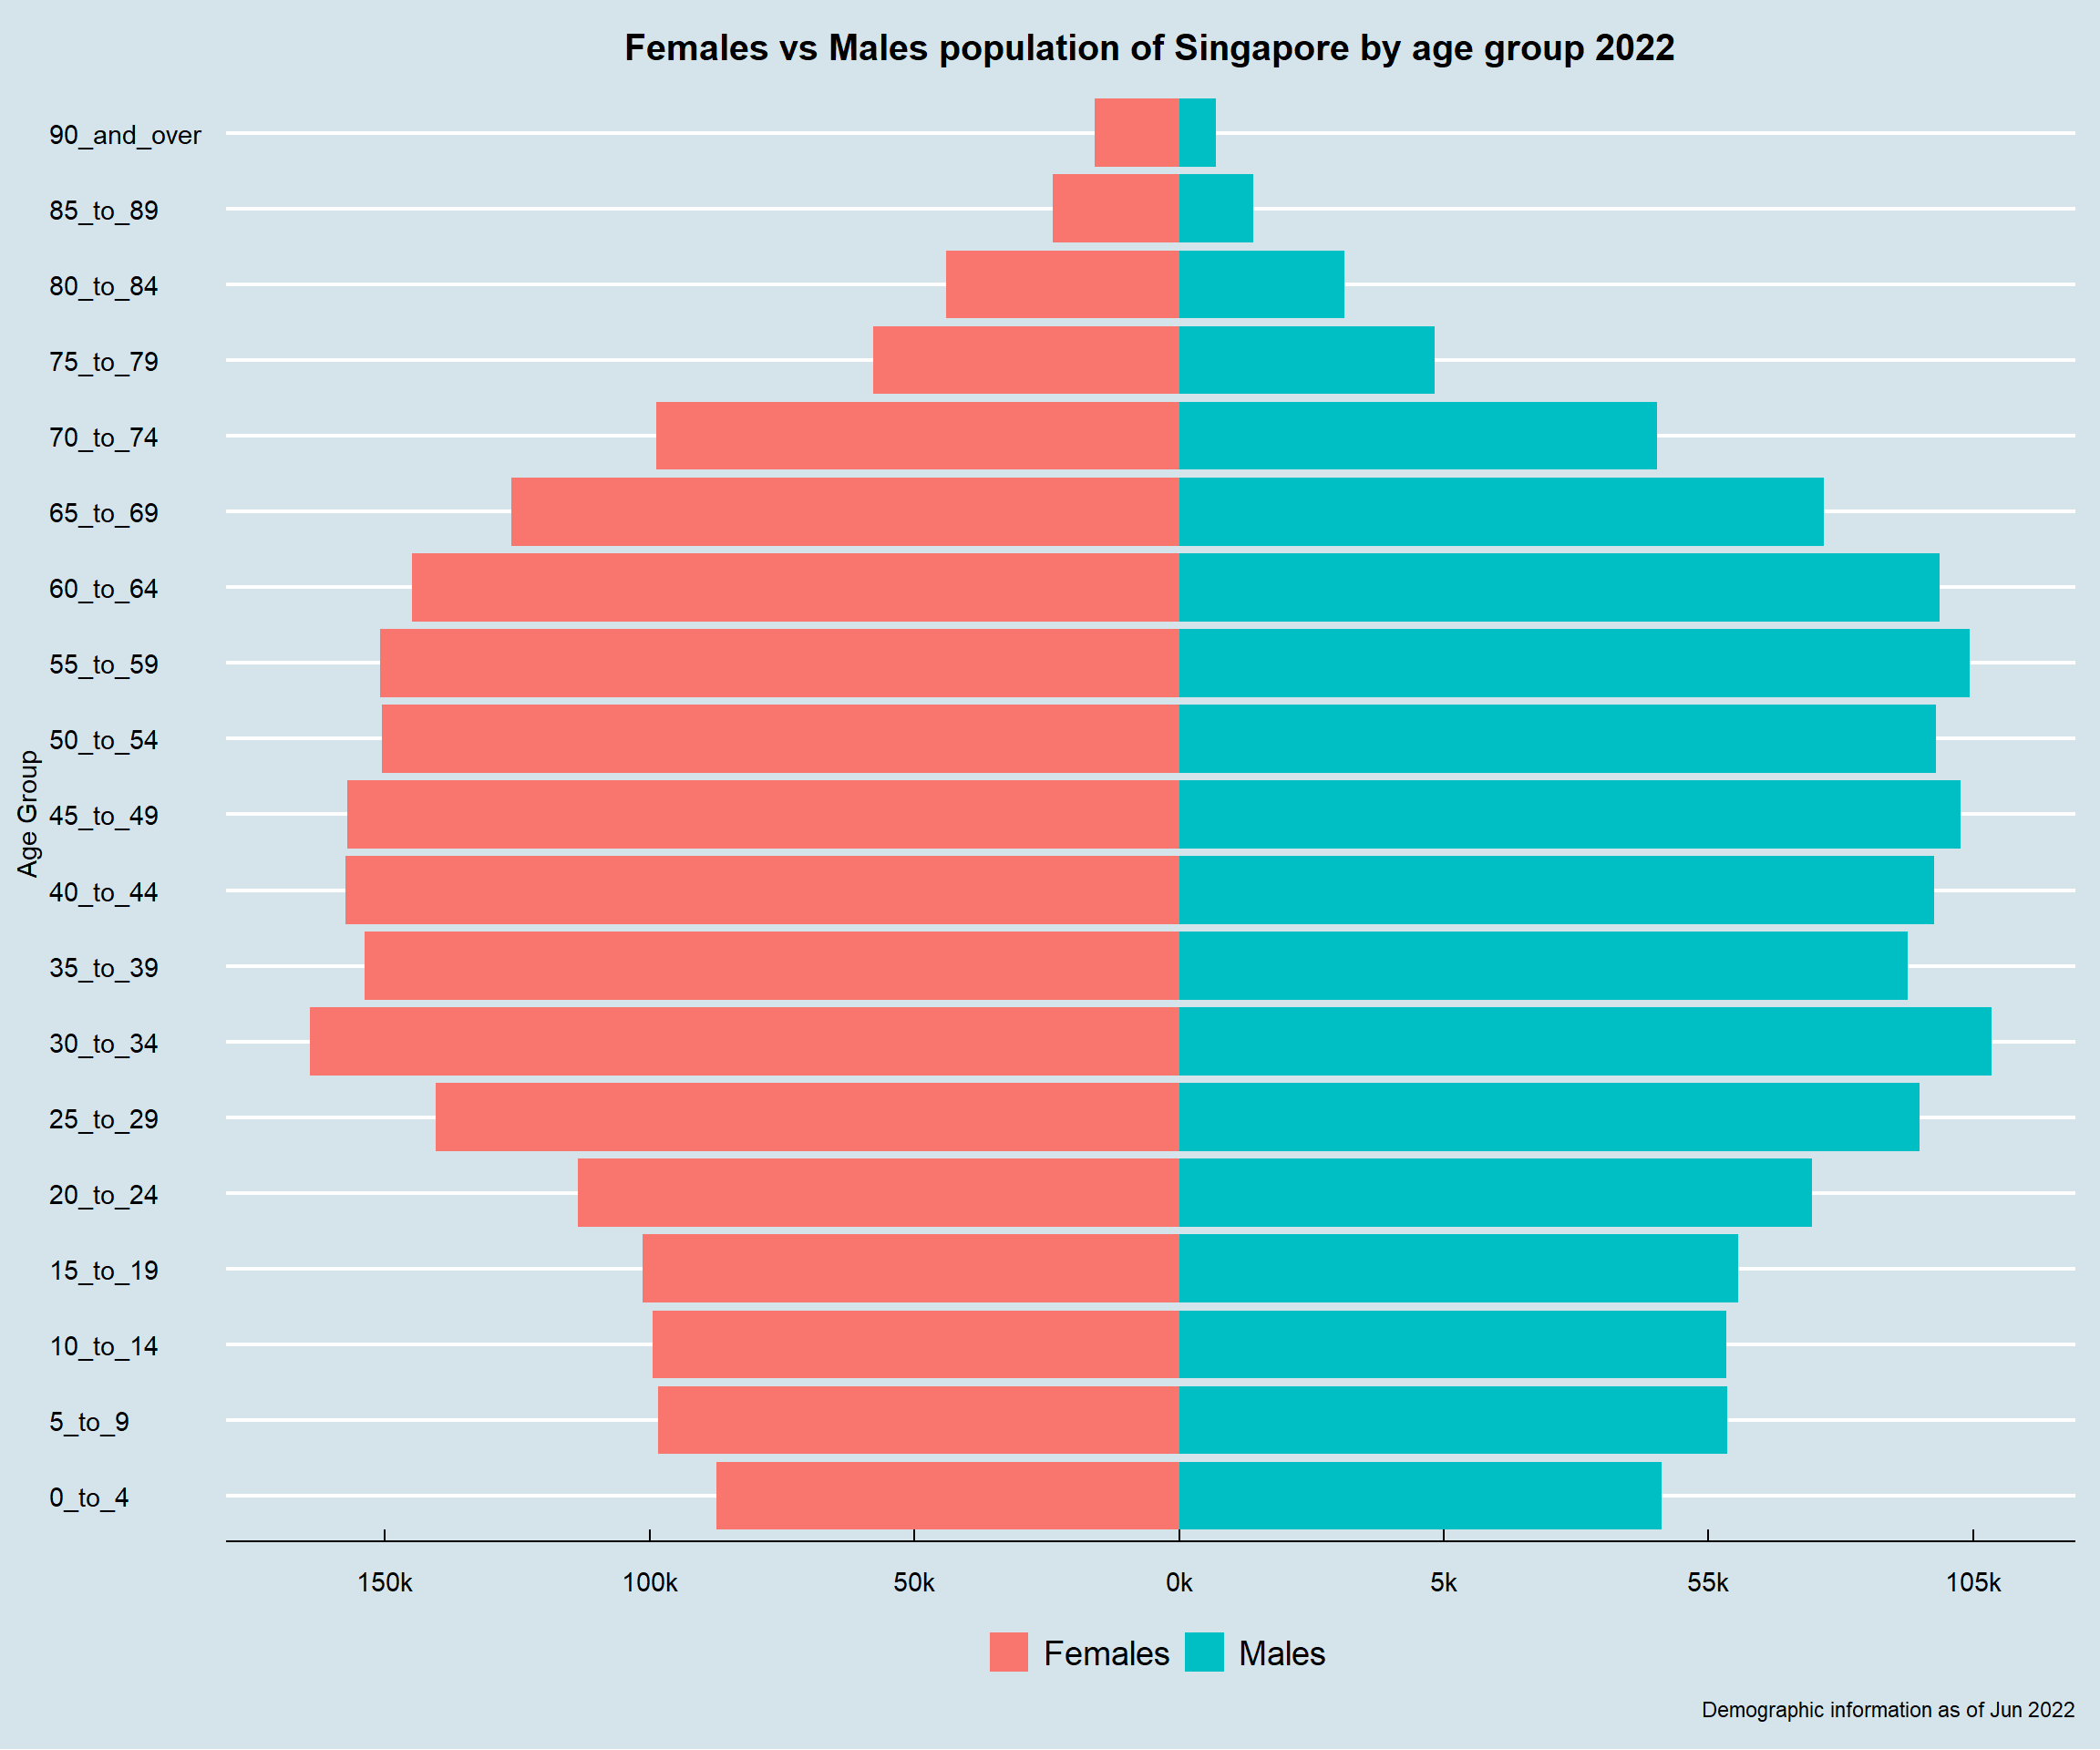 Females vs Males population of Singapore by age group 2022
90_and_over
85_to_89
80_to_84
75_to_79
70_to_74
65_to_69
60_to_64
55_to_59
50_to_54
45_to_49
40_to_44
35_to_39
30_to_34
25_to_29
20_to_24
15_to_19
10_to_14
5_to_9
0_to_4
Age Group
150k 100k 50k 0k 5k 55k 105k
Females Males
Demographic information as of Jun 2022